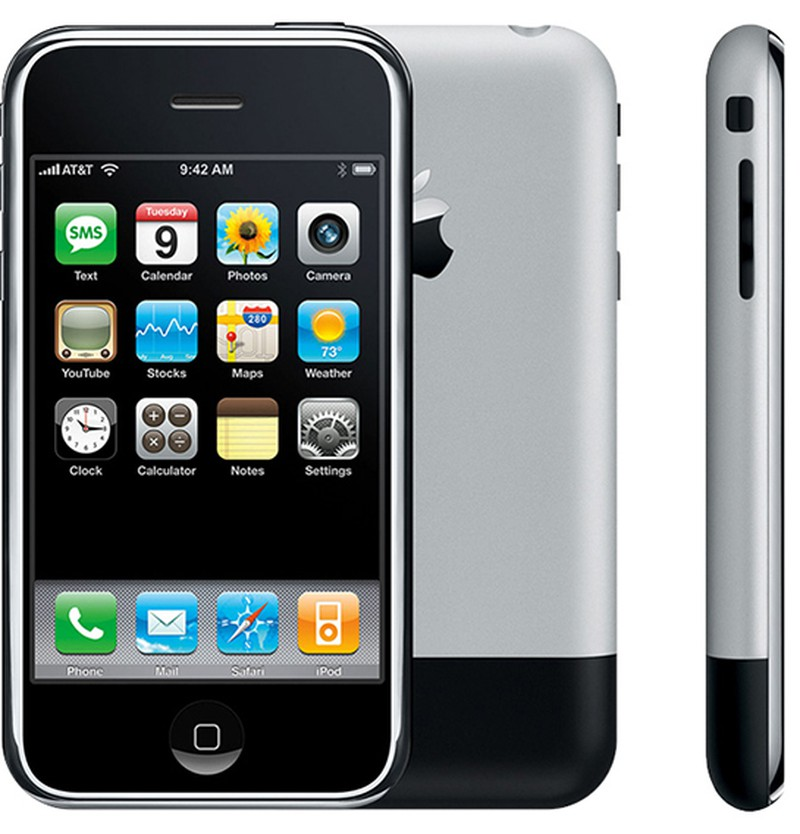 AT&T 9:42 AM
SMS Tuesday 9
Text Calendar Photos Camera
280 73°
YouTube Stocks Maps Weather
Clock Calculator Notes Settings
Phone Mail Safari iPod